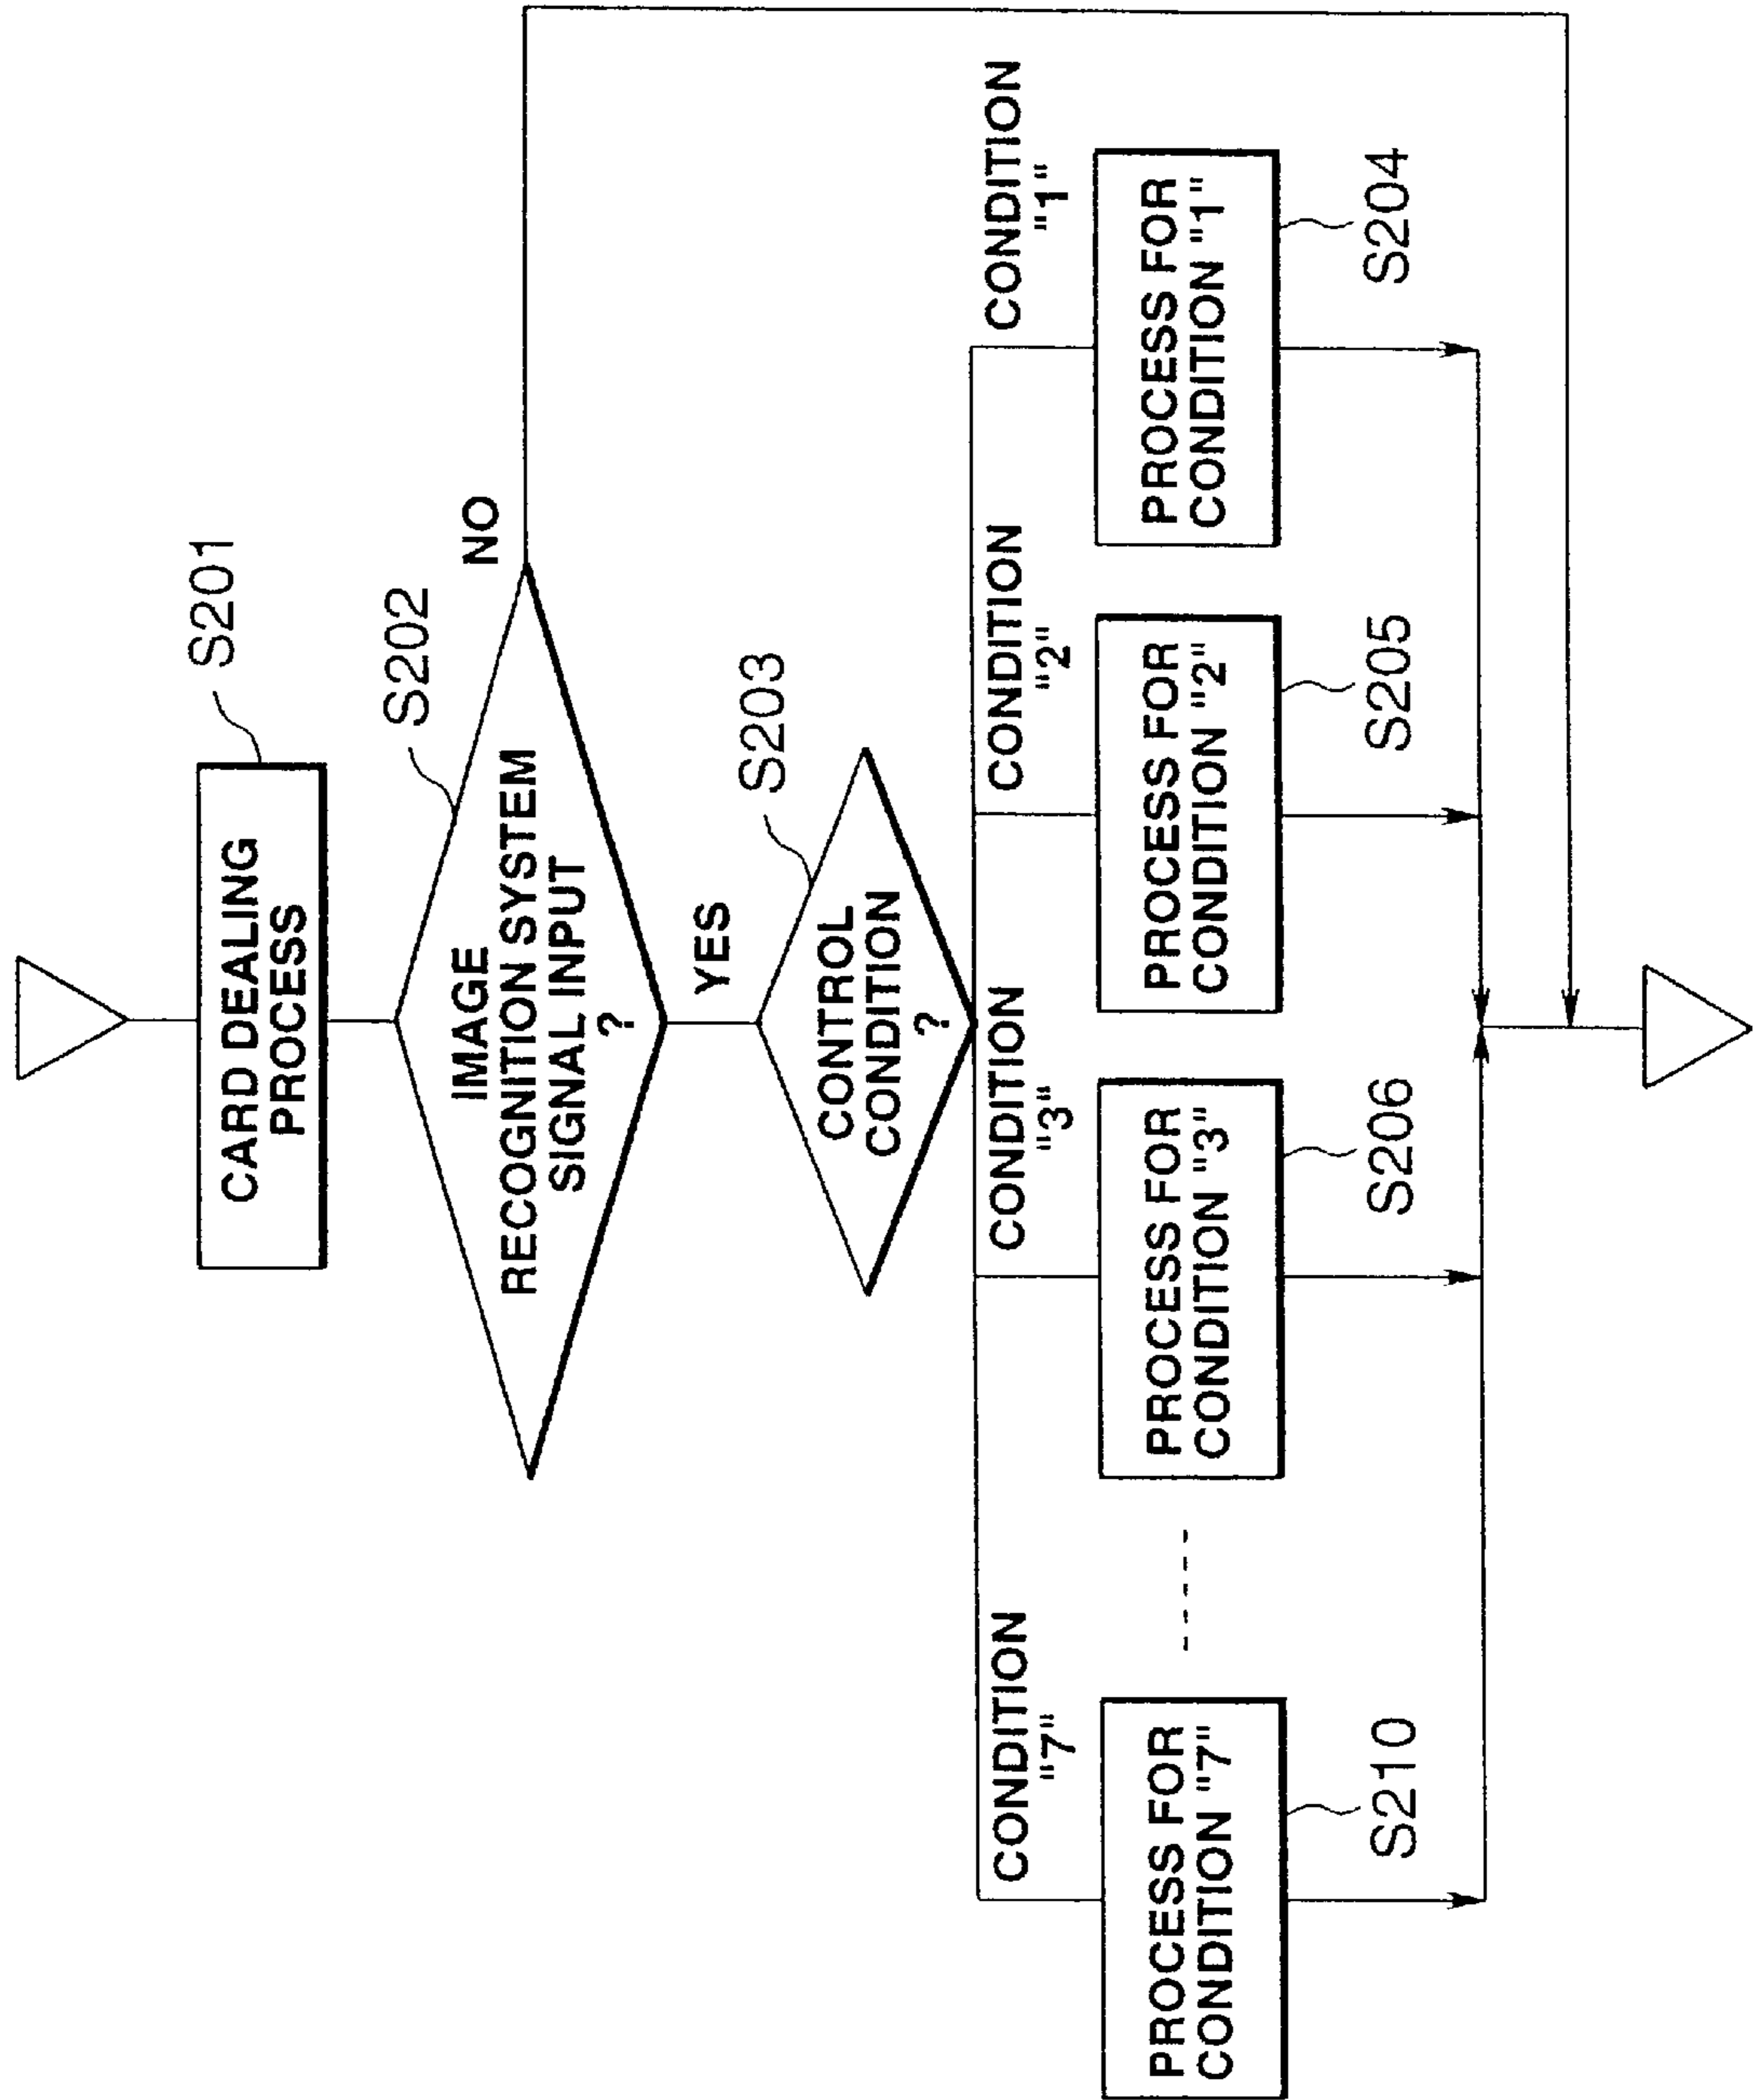 S201
CARD DEALING
PROCESS
S202
IMAGE
RECOGNITION SYSTEM
SIGNAL INPUT
?
NO
YES
S203
CONTROL
CONDITION
?
CONDITION
"7"
CONDITION
"3"
CONDITION
"2"
CONDITION
"1"
PROCESS FOR
CONDITION "7"
-----
PROCESS FOR
CONDITION "3"
PROCESS FOR
CONDITION "2"
PROCESS FOR
CONDITION "1"
S210
S206
S205
S204